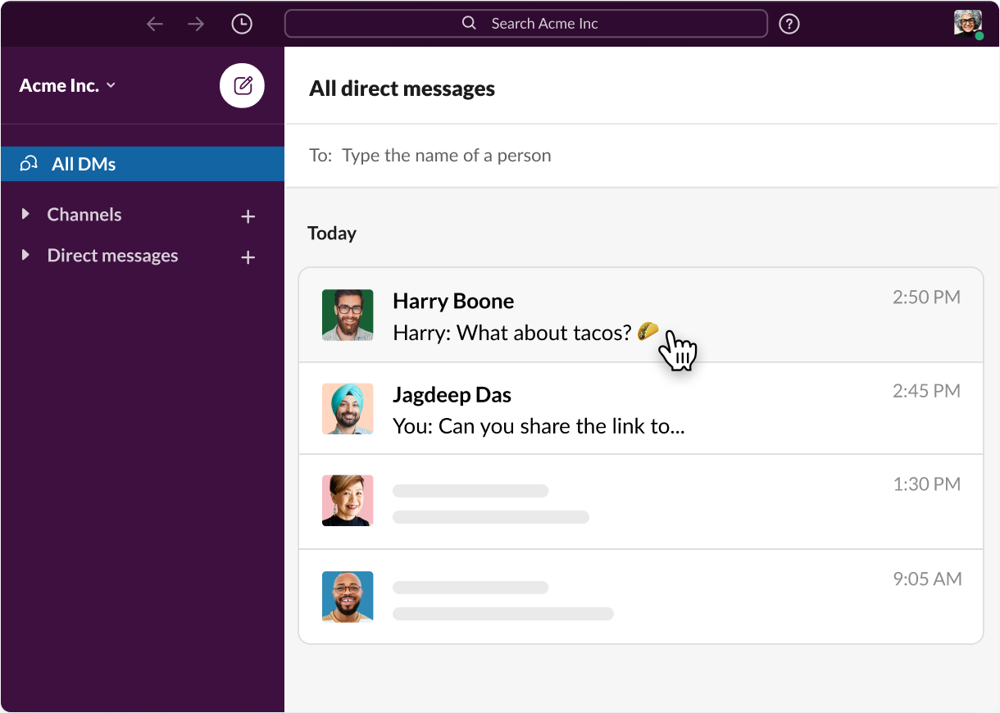 Search Acme Inc
Acme Inc.
All direct messages
To: Type the name of a person
All DMs
Channels
Direct messages
Today
Harry Boone
2:50 PM
Harry: What about tacos? 🌮
Jagdeep Das
2:45 PM
You: Can you share the link to...
1:30 PM
9:05 AM